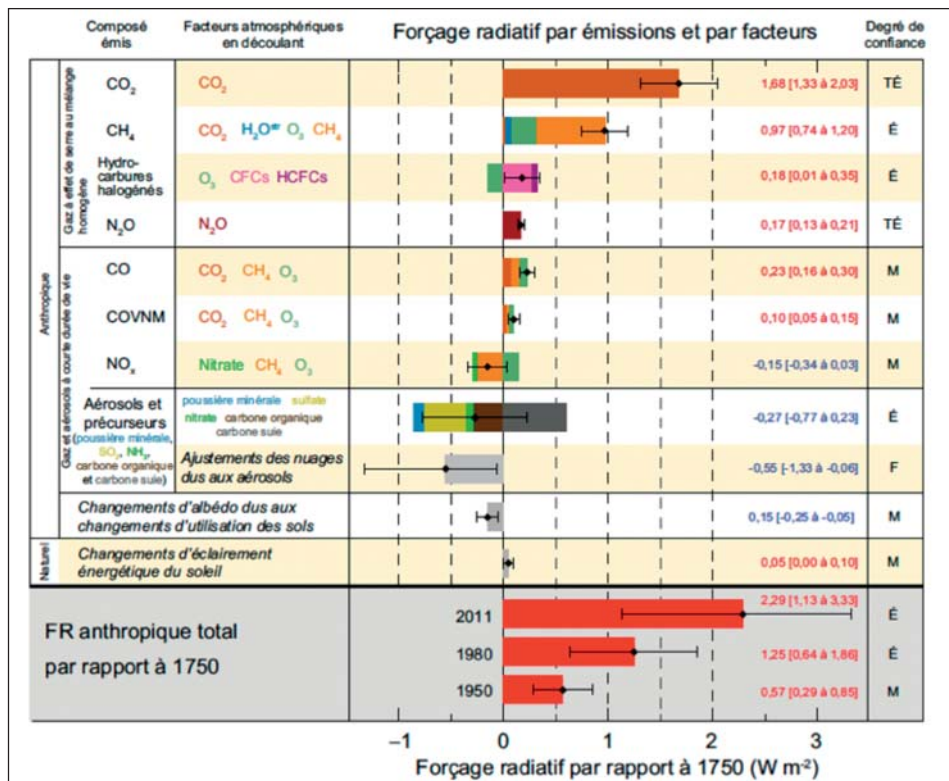 Composé émis
Facteurs atmosphériques en découlant
Forçage radiatif par émissions et par facteurs
Degré de confiance
Anthropique
Gaz à effet de serre au mélange homogène
CO₂ CO₂ 1,68 [1,33 à 2,03] TÉ
CH₄ CO₂ H₂Oˢᵗʳ O₃ CH₄ 0,97 [0,74 à 1,20] É
Hydrocarbures halogénés O₃ CFCs HCFCs 0,18 [0,01 à 0,35] É
N₂O N₂O 0,17 [0,13 à 0,21] TÉ
Gaz et aérosols à courte durée de vie
CO CO₂ CH₄ O₃ 0,23 [0,16 à 0,30] M
COVNM CO₂ CH₄ O₃ 0,10 [0,05 à 0,15] M
NOₓ Nitrate CH₄ O₃ -0,15 [-0,34 à 0,03] M
Aérosols et
précurseurs
(poussière minérale,
SO₂, NH₃,
carbone organique
et carbone suie)
poussière minérale sulfate
nitrate carbone organique
carbone suie
-0,27 [-0,77 à 0,23] É
Ajustements des nuages
dus aux aérosols
-0,55 [-1,33 à -0,06] F
Changements d'albédo dus aux
changements d'utilisation des sols
0,15 [-0,25 à -0,05] M
Naturel
Changements d'éclairement
énergétique du soleil
0,05 [0,00 à 0,10] M
FR anthropique total
par rapport à 1750
2011 2,29 [1,13 à 3,33] É
1980 1,25 [0,64 à 1,86] É
1950 0,57 [0,29 à 0,85] M
−1 0 1 2 3
Forçage radiatif par rapport à 1750 (W m⁻²)